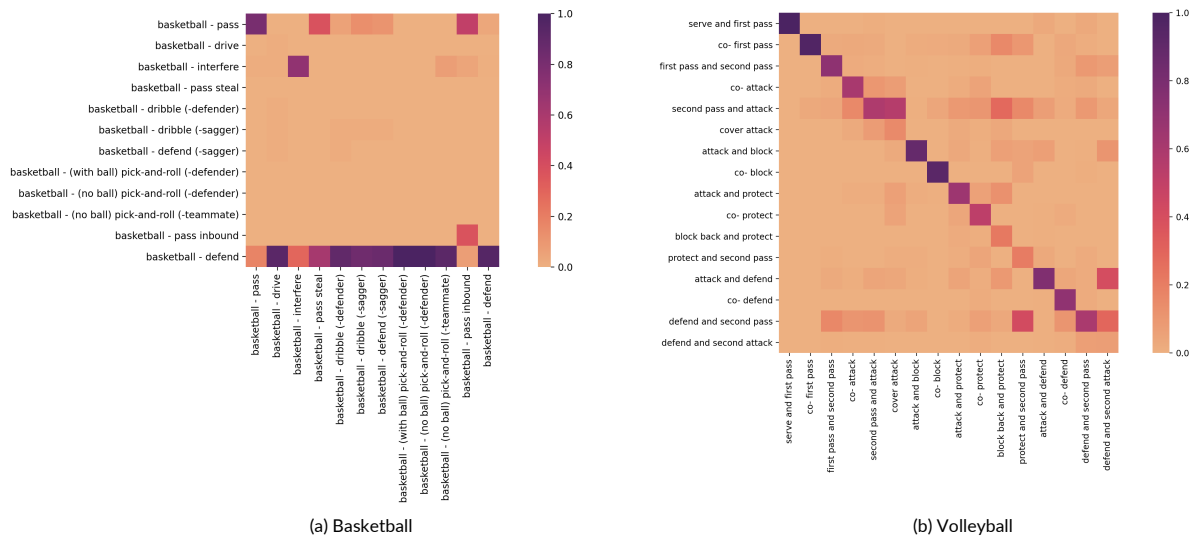 basketball - pass
basketball - drive
basketball - interfere
basketball - pass steal
basketball - dribble (-defender)
basketball - dribble (-sagger)
basketball - defend (-sagger)
basketball - (with ball) pick-and-roll (-defender)
basketball - (no ball) pick-and-roll (-defender)
basketball - (no ball) pick-and-roll (-teammate)
basketball - pass inbound
basketball - defend
basketball - pass
basketball - drive
basketball - interfere
basketball - pass steal
basketball - dribble (-defender)
basketball - dribble (-sagger)
basketball - defend (-sagger)
basketball - (with ball) pick-and-roll (-defender)
basketball - (no ball) pick-and-roll (-defender)
basketball - (no ball) pick-and-roll (-teammate)
basketball - pass inbound
basketball - defend
1.0
0.8
0.6
0.4
0.2
0.0
(a) Basketball
serve and first pass
co- first pass
first pass and second pass
co- attack
second pass and attack
cover attack
attack and block
co- block
attack and protect
co- protect
block back and protect
protect and second pass
attack and defend
co- defend
defend and second pass
defend and second attack
serve and first pass
co- first pass
first pass and second pass
co- attack
second pass and attack
cover attack
attack and block
co- block
attack and protect
co- protect
block back and protect
protect and second pass
attack and defend
co- defend
defend and second pass
defend and second attack
1.0
0.8
0.6
0.4
0.2
0.0
(b) Volleyball